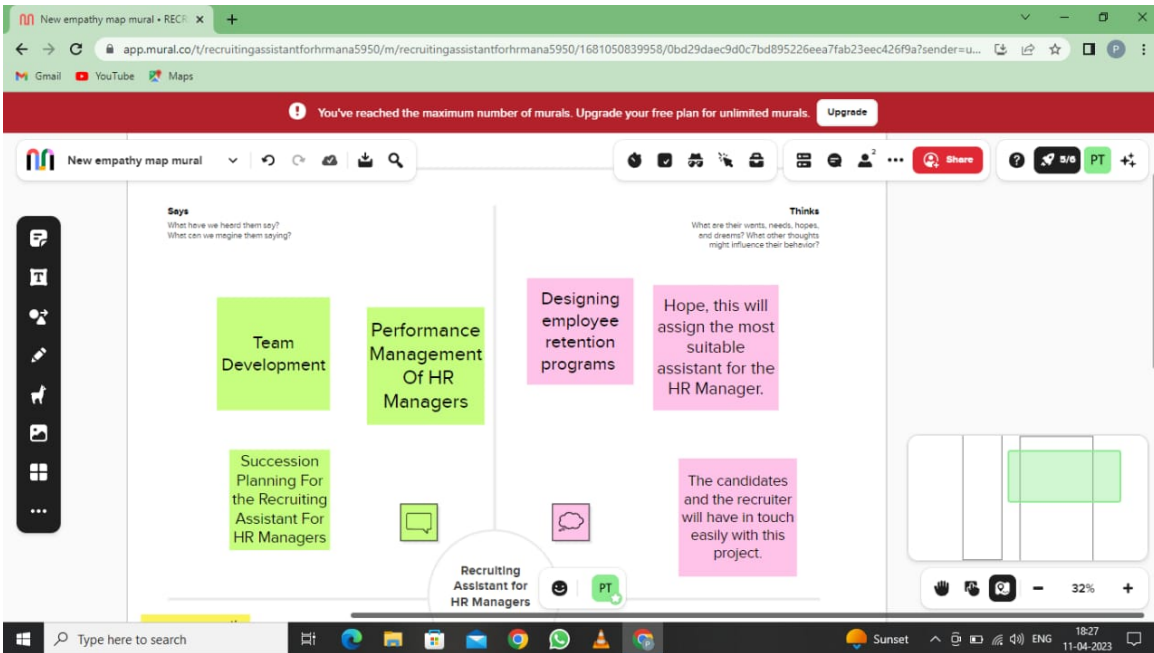 New empathy map mural • RECR
app.mural.co/t/recruitingassistantforhrmana5950/m/recruitingassistantforhrmana5950/1681050839958/0bd29daec9d0c7bd895226eea7fab23eec426f9a?sender=u...
P
Gmail
YouTube
Maps
You've reached the maximum number of murals. Upgrade your free plan for unlimited murals.
Upgrade
New empathy map mural
2
Share
5/6
PT
Says
What have we heard them say?
What can we magine them saying?
Thinks
What are their wants, needs, hopes,
and dreams? What other thoughts
might influence their behavior?
Team
Development
Performance
Management
Of HR
Managers
Designing
employee
retention
programs
Hope, this will
assign the most
suitable
assistant for the
HR Manager.
Succession
Planning For
the Recruiting
Assistant For
HR Managers
The candidates
and the recruiter
will have in touch
easily with this
project.
Recruiting
Assistant for
HR Managers
PT
32%
Type here to search
Sunset
ENG
18:27
11-04-2023